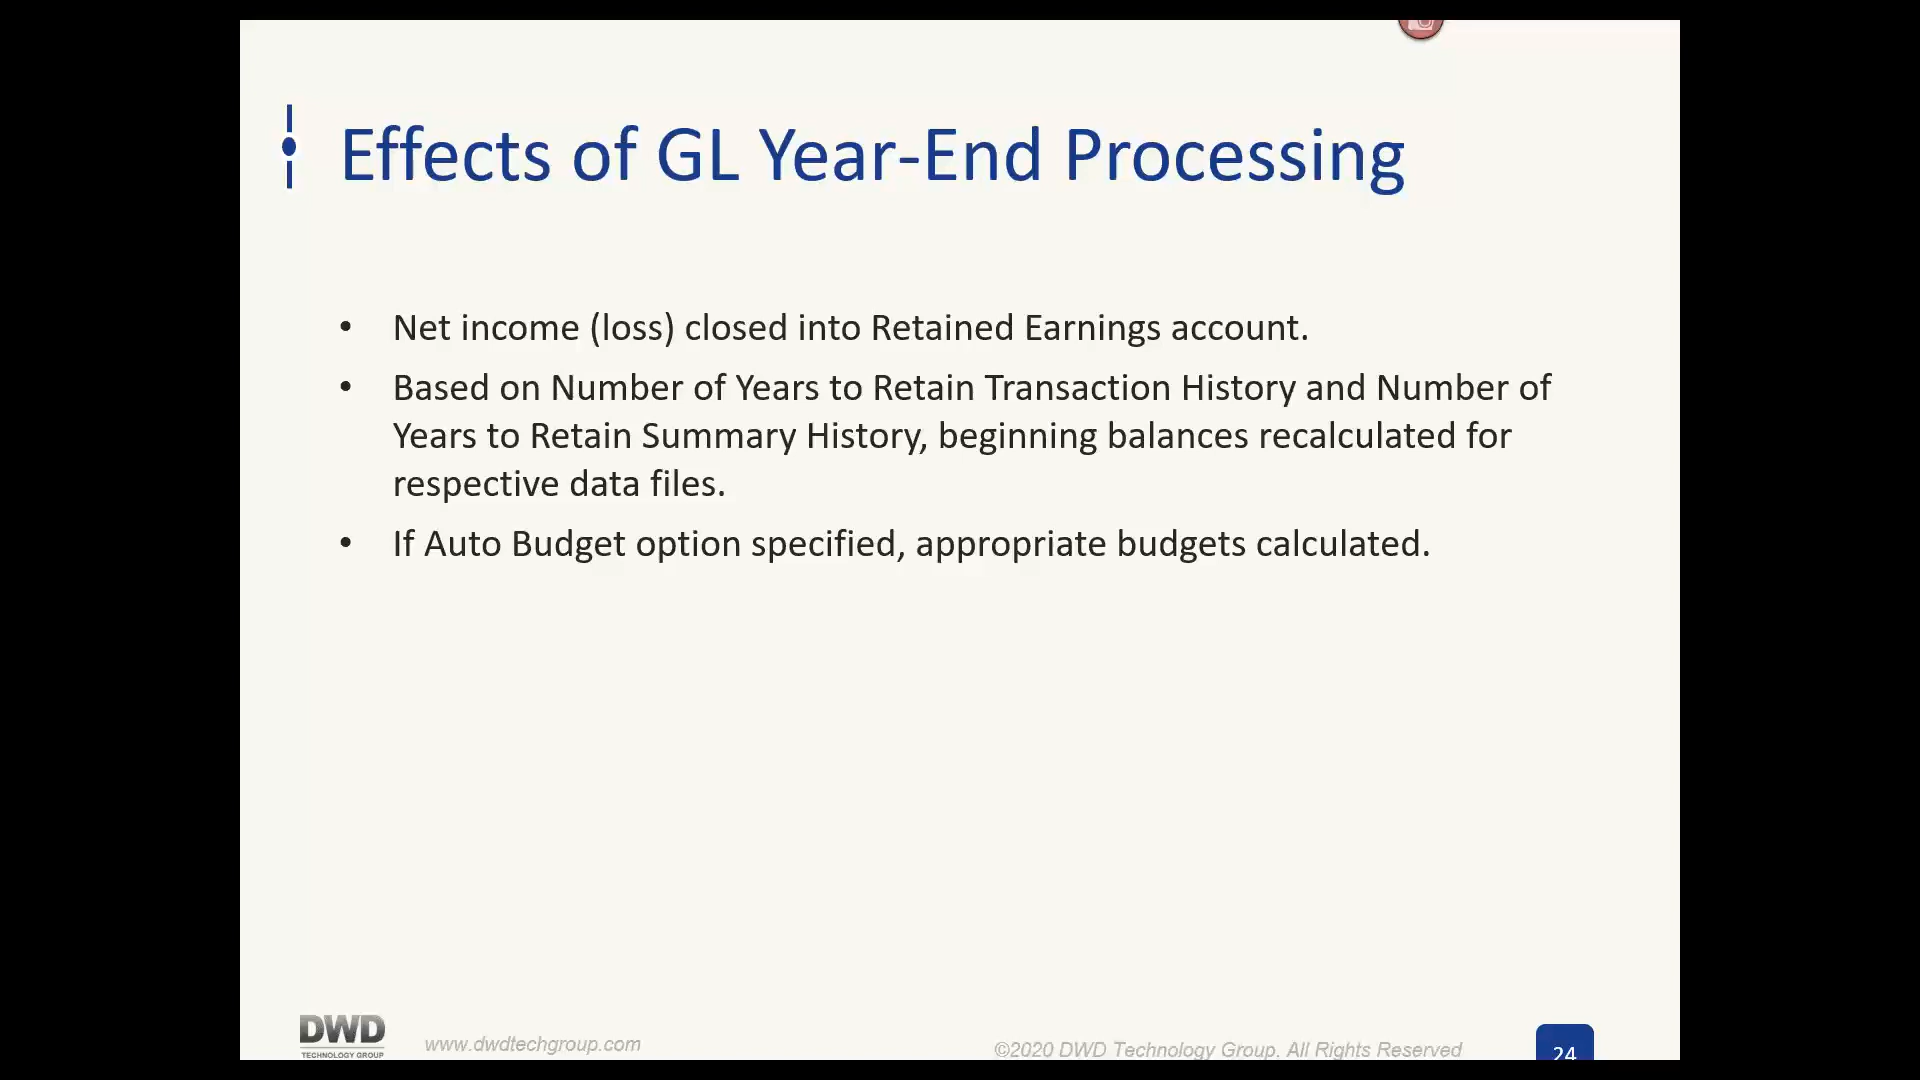 Effects of GL Year-End Processing
• Net income (loss) closed into Retained Earnings account.
• Based on Number of Years to Retain Transaction History and Number of
Years to Retain Summary History, beginning balances recalculated for
respective data files.
• If Auto Budget option specified, appropriate budgets calculated.
DWD
TECHNOLOGY GROUP
www.dwdtechgroup.com
©2020 DWD Technology Group. All Rights Reserved
24